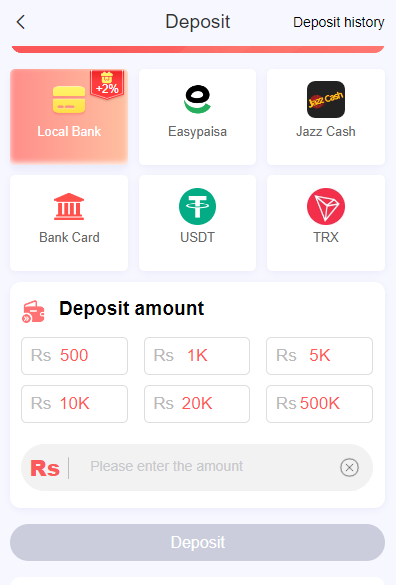 Deposit
Deposit history
+2%
Local Bank
Easypaisa
Jazz Cash
Jazz Cash
Bank Card
USDT
TRX
Deposit amount
Rs 500
Rs 1K
Rs 5K
Rs 10K
Rs 20K
Rs 500K
Rs Please enter the amount
Deposit